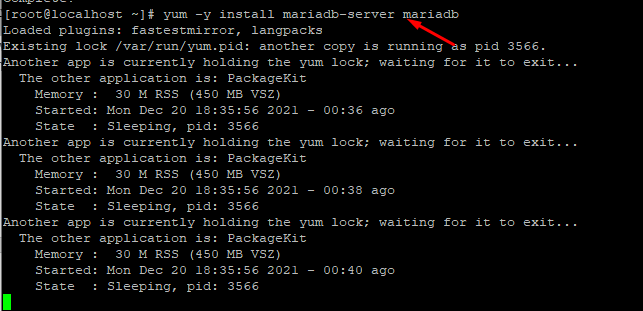 [root@localhost ~]# yum -y install mariadb-server mariadb
Loaded plugins: fastestmirror, langpacks
Existing lock /var/run/yum.pid: another copy is running as pid 3566.
Another app is currently holding the yum lock; waiting for it to exit...
  The other application is: PackageKit
    Memory :  30 M RSS (450 MB VSZ)
    Started: Mon Dec 20 18:35:56 2021 - 00:36 ago
    State  : Sleeping, pid: 3566
Another app is currently holding the yum lock; waiting for it to exit...
  The other application is: PackageKit
    Memory :  30 M RSS (450 MB VSZ)
    Started: Mon Dec 20 18:35:56 2021 - 00:38 ago
    State  : Sleeping, pid: 3566
Another app is currently holding the yum lock; waiting for it to exit...
  The other application is: PackageKit
    Memory :  30 M RSS (450 MB VSZ)
    Started: Mon Dec 20 18:35:56 2021 - 00:40 ago
    State  : Sleeping, pid: 3566